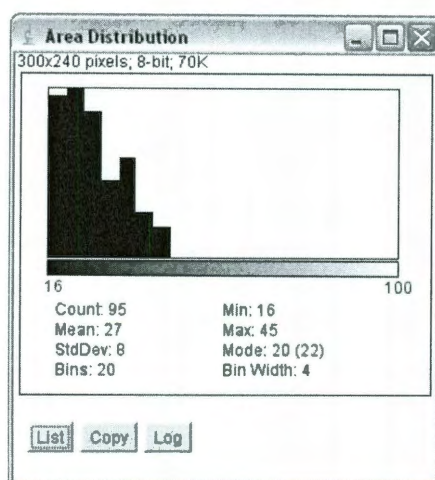 Area Distribution
300x240 pixels; 8-bit; 70K
16 100
Count: 95 Min: 16
Mean: 27 Max: 45
StdDev: 8 Mode: 20 (22)
Bins: 20 Bin Width: 4
List Copy Log